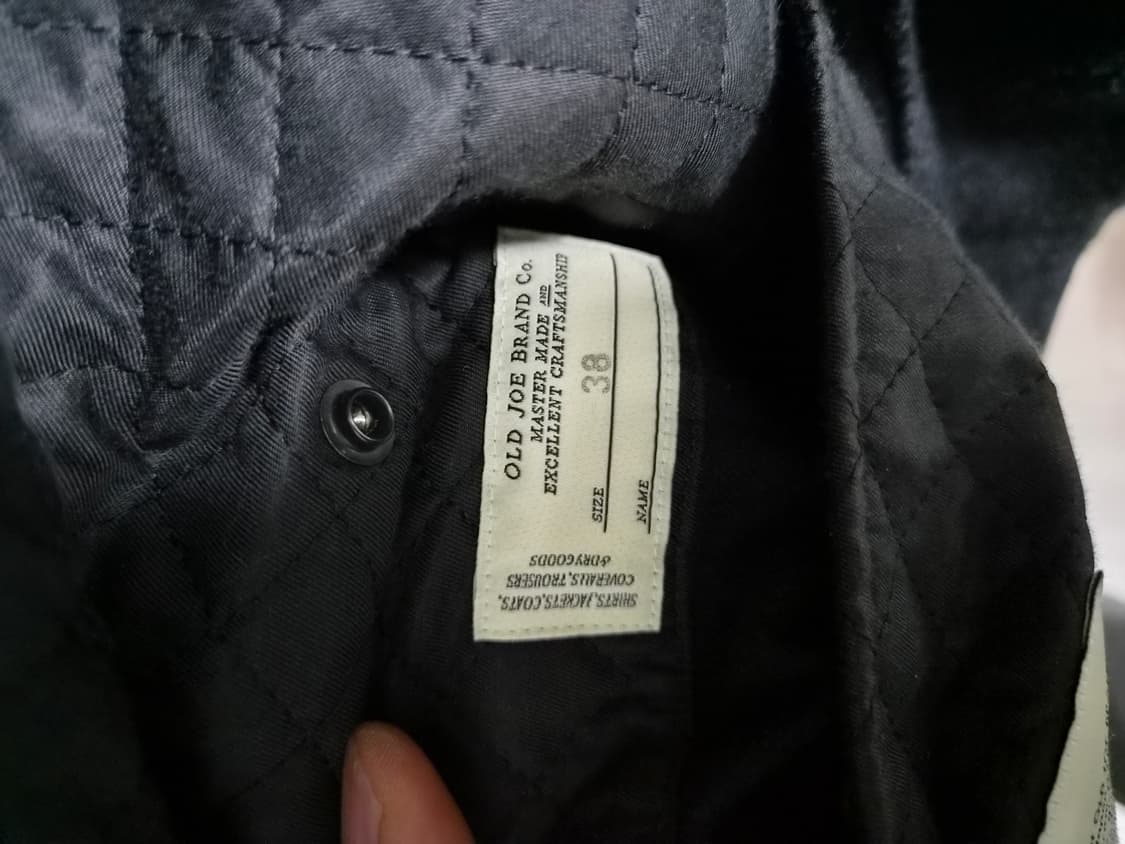 OLD JOE BRAND Co.
MASTER MADE AND
EXCELLENT CRAFTSMANSHIP
SIZE 38
NAME
SHIRTS,JACKETS,COATS,
COVERALLS,TROUSERS
&DRYGOODS